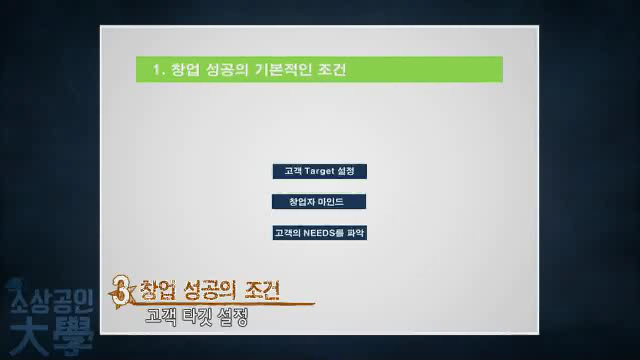 1. 창업 성공의 기본적인 조건
고객 Target 설정
창업자 마인드
고객의 NEEDS를 파악
3 창업 성공의 조건
고객 타깃 설정
소상공인
大學